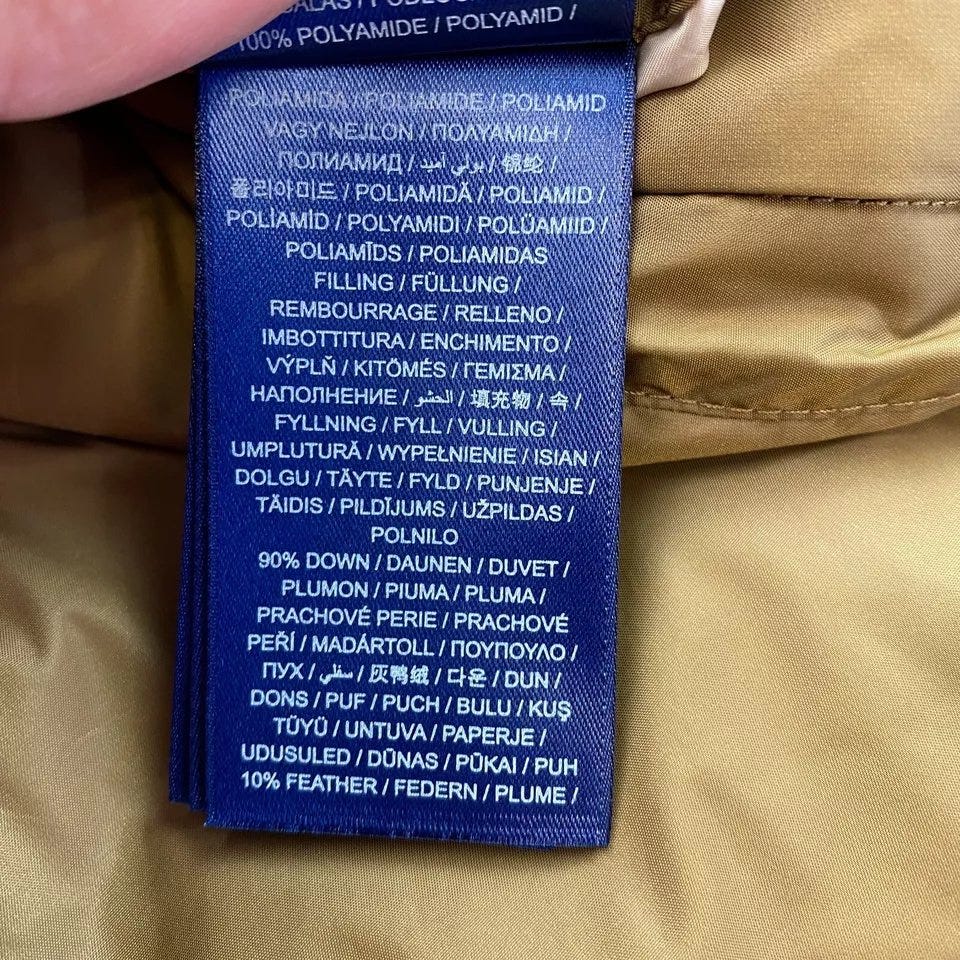 100% POLYAMIDE / POLYAMID /
POLIAMIDA / POLIAMIDE / POLIAMID
VAGY NEJLON / ΠΟΛΥΑΜΙΔΗ /
ПОЛИАМИД / بولي اميد / 锦纶 /
폴리아미드 / POLIAMIDĂ / POLIAMID /
POLİAMİD / POLYAMIDI / POLÜAMIID /
POLIAMĪDS / POLIAMIDAS
FILLING / FÜLLUNG /
REMBOURRAGE / RELLENO /
IMBOTTITURA / ENCHIMENTO /
VÝPLŇ / KITÖMÉS / ΓΕΜΙΣΜΑ /
НАПОЛНЕНИЕ / الحشو / 填充物 / 속 /
FYLLNING / FYLL / VULLING /
UMPLUTURĂ / WYPEŁNIENIE / ISIAN /
DOLGU / TÄYTE / FYLD / PUNJENJE /
TÄIDIS / PILDĪJUMS / UŽPILDAS /
POLNILO
90% DOWN / DAUNEN / DUVET /
PLUMON / PIUMA / PLUMA /
PRACHOVÉ PERIE / PRACHOVÉ
PEŘÍ / MADÁRTOLL / ΠΟΥΠΟΥΛΟ /
ПУХ / سفلي / 灰鸭绒 / 다운 / DUN /
DONS / PUF / PUCH / BULU / KUŞ
TÜYÜ / UNTUVA / PAPERJE /
UDUSULED / DŪNAS / PŪKAI / PUH
10% FEATHER / FEDERN / PLUME /